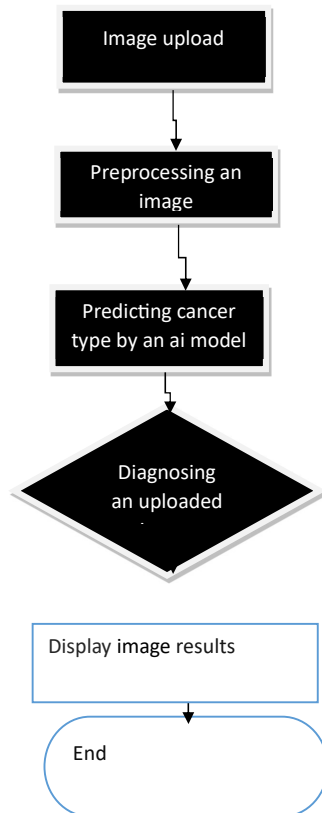 Image upload
Preprocessing an
image
Predicting cancer
type by an ai model
Diagnosing
an uploaded
Display image results
End